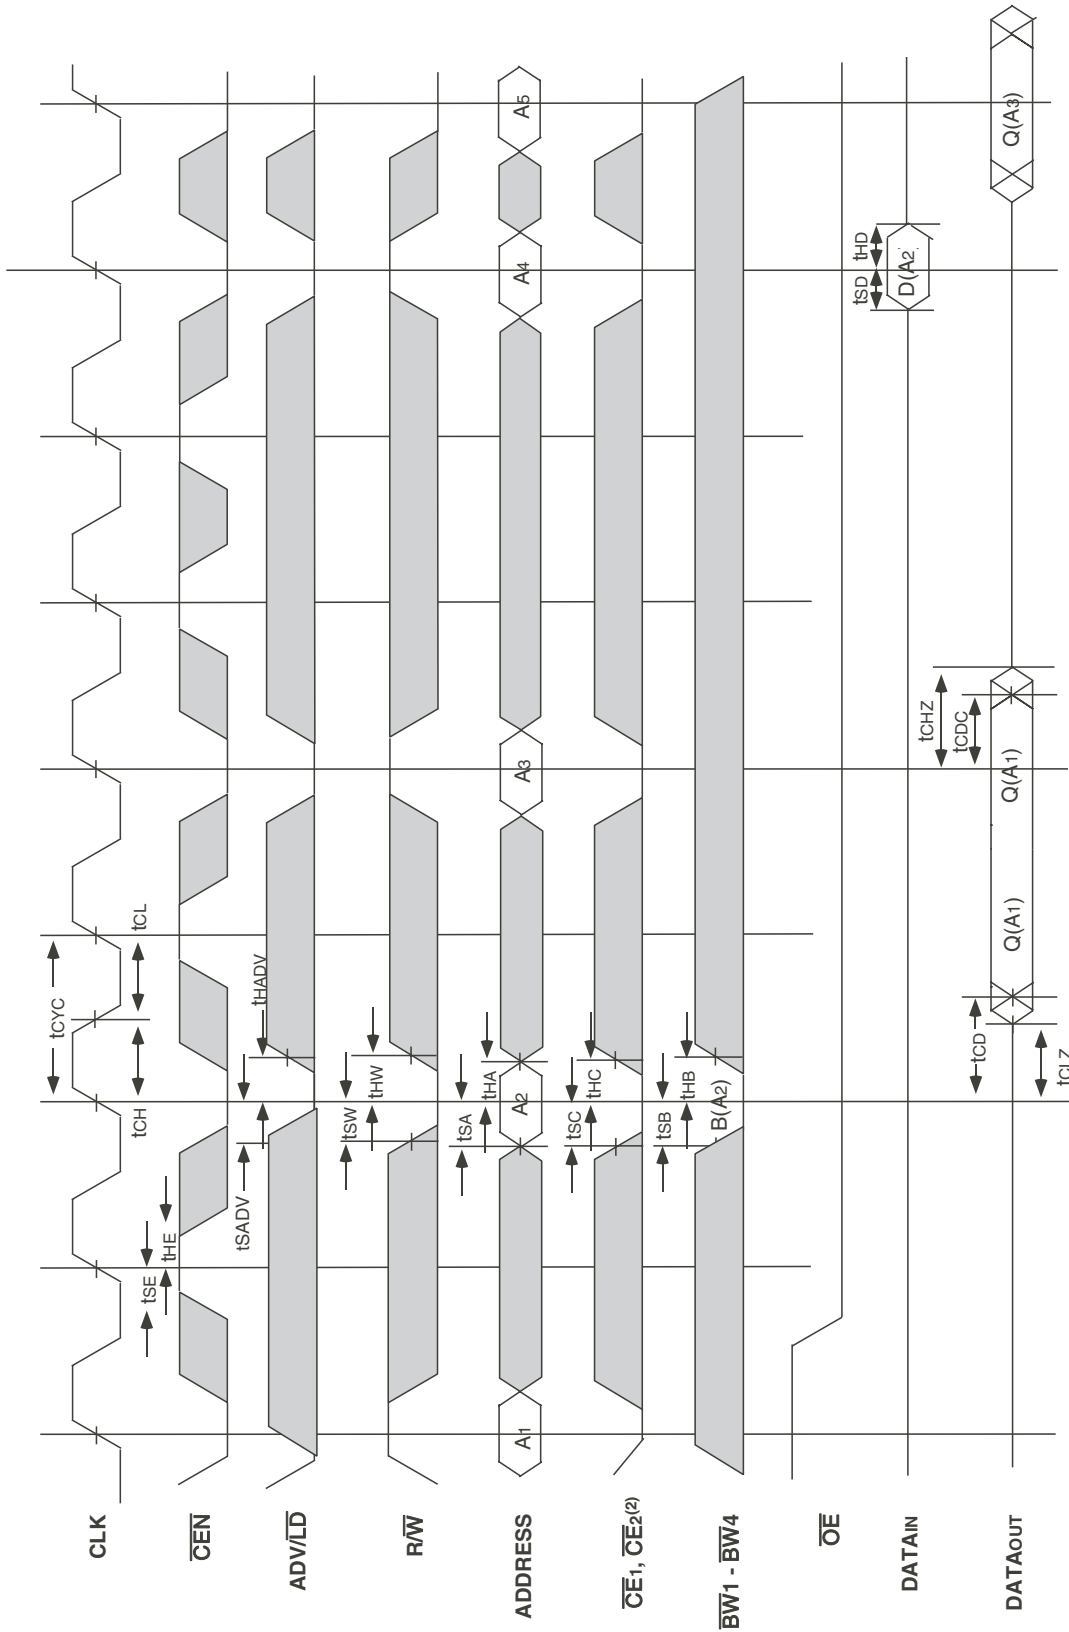 CLK
tCYC
tCH
tCL
CEN
tSE
tHE
ADV/LD
tSADV
tHADV
R/W
tSW
tHW
ADDRESS
A1
A2
A3
A4
A5
tSA
tHA
CE1, CE2(2)
tSC
tHC
BW1 - BW4
tSB
tHB
B(A2)
OE
DATAIN
D(A2
tSD
tHD
DATAOUT
tCD
tCLZ
Q(A1)
Q(A1)
tCHZ
tCDC
Q(A3)